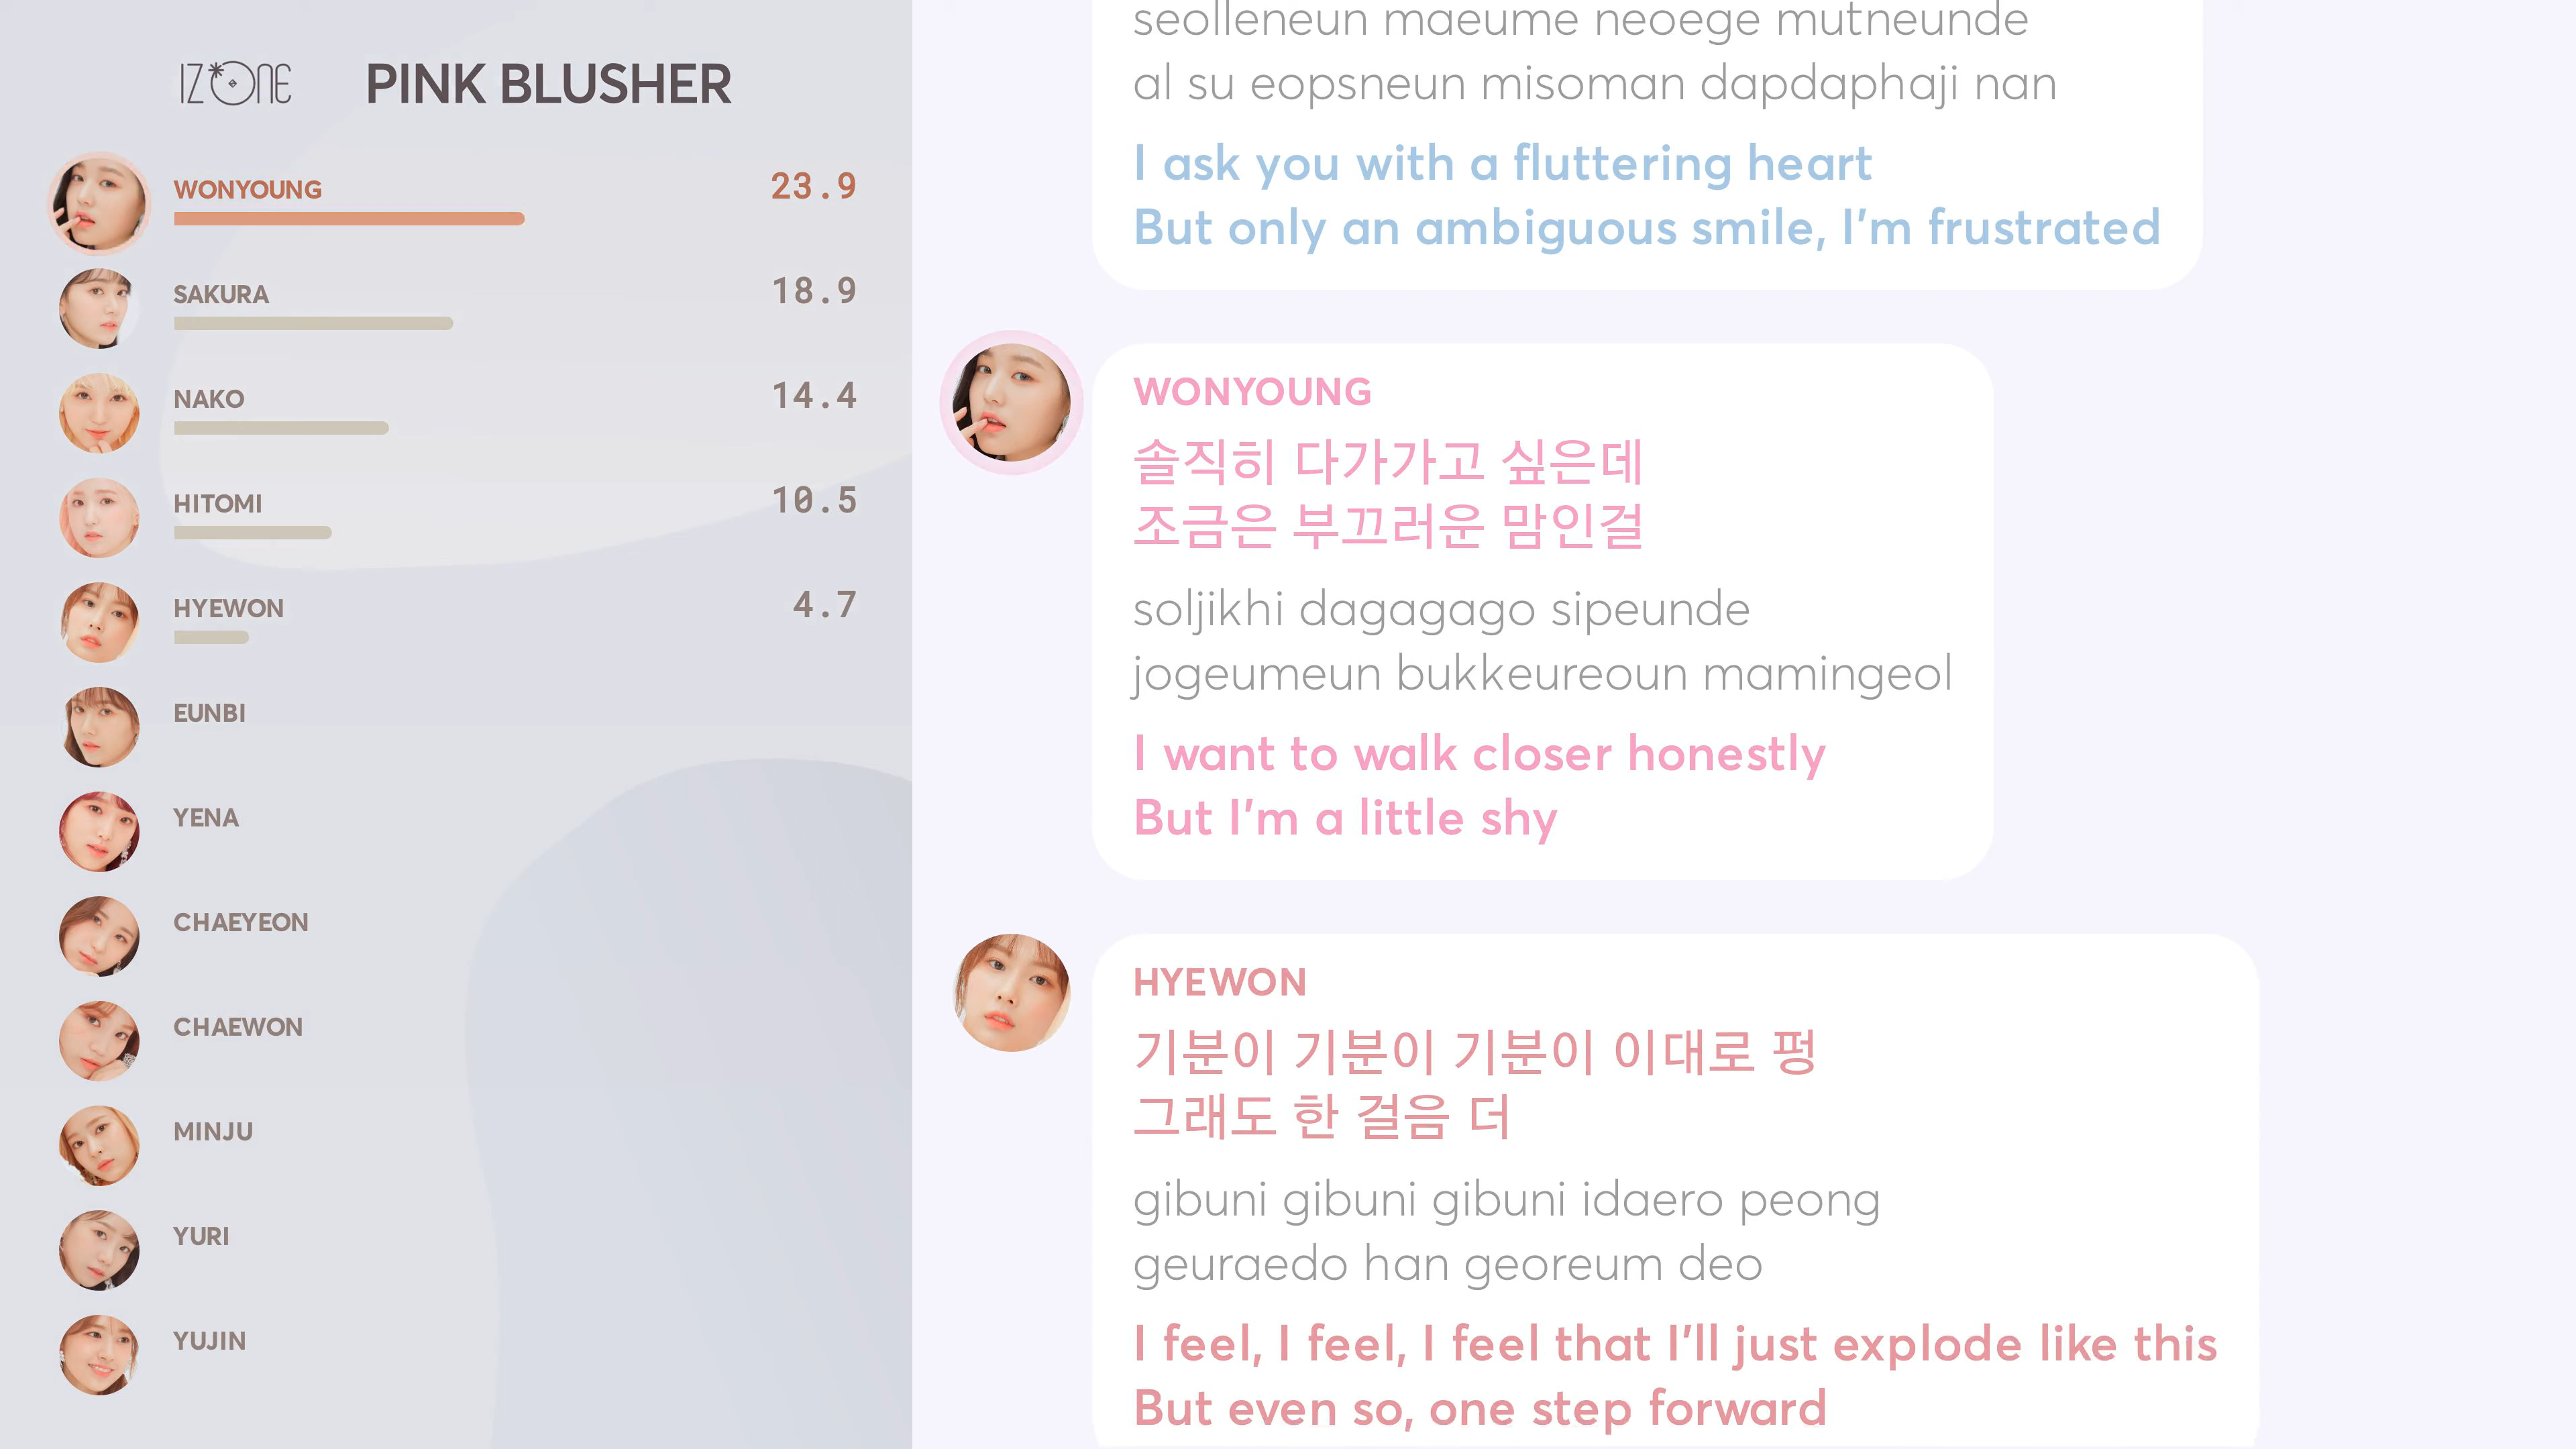 IZ*ONE PINK BLUSHER
WONYOUNG 23.9
SAKURA 18.9
NAKO 14.4
HITOMI 10.5
HYEWON 4.7
EUNBI
YENA
CHAEYEON
CHAEWON
MINJU
YURI
YUJIN
seolleneun maeume neoege mutneunde
al su eopsneun misoman dapdaphaji nan
I ask you with a fluttering heart
But only an ambiguous smile, I'm frustrated
WONYOUNG
솔직히 다가가고 싶은데
조금은 부끄러운 맘인걸
soljikhi dagagago sipeunde
jogeumeun bukkeureoun mamingeol
I want to walk closer honestly
But I'm a little shy
HYEWON
기분이 기분이 기분이 이대로 펑
그래도 한 걸음 더
gibuni gibuni gibuni idaero peong
geuraedo han georeum deo
I feel, I feel, I feel that I'll just explode like this
But even so, one step forward